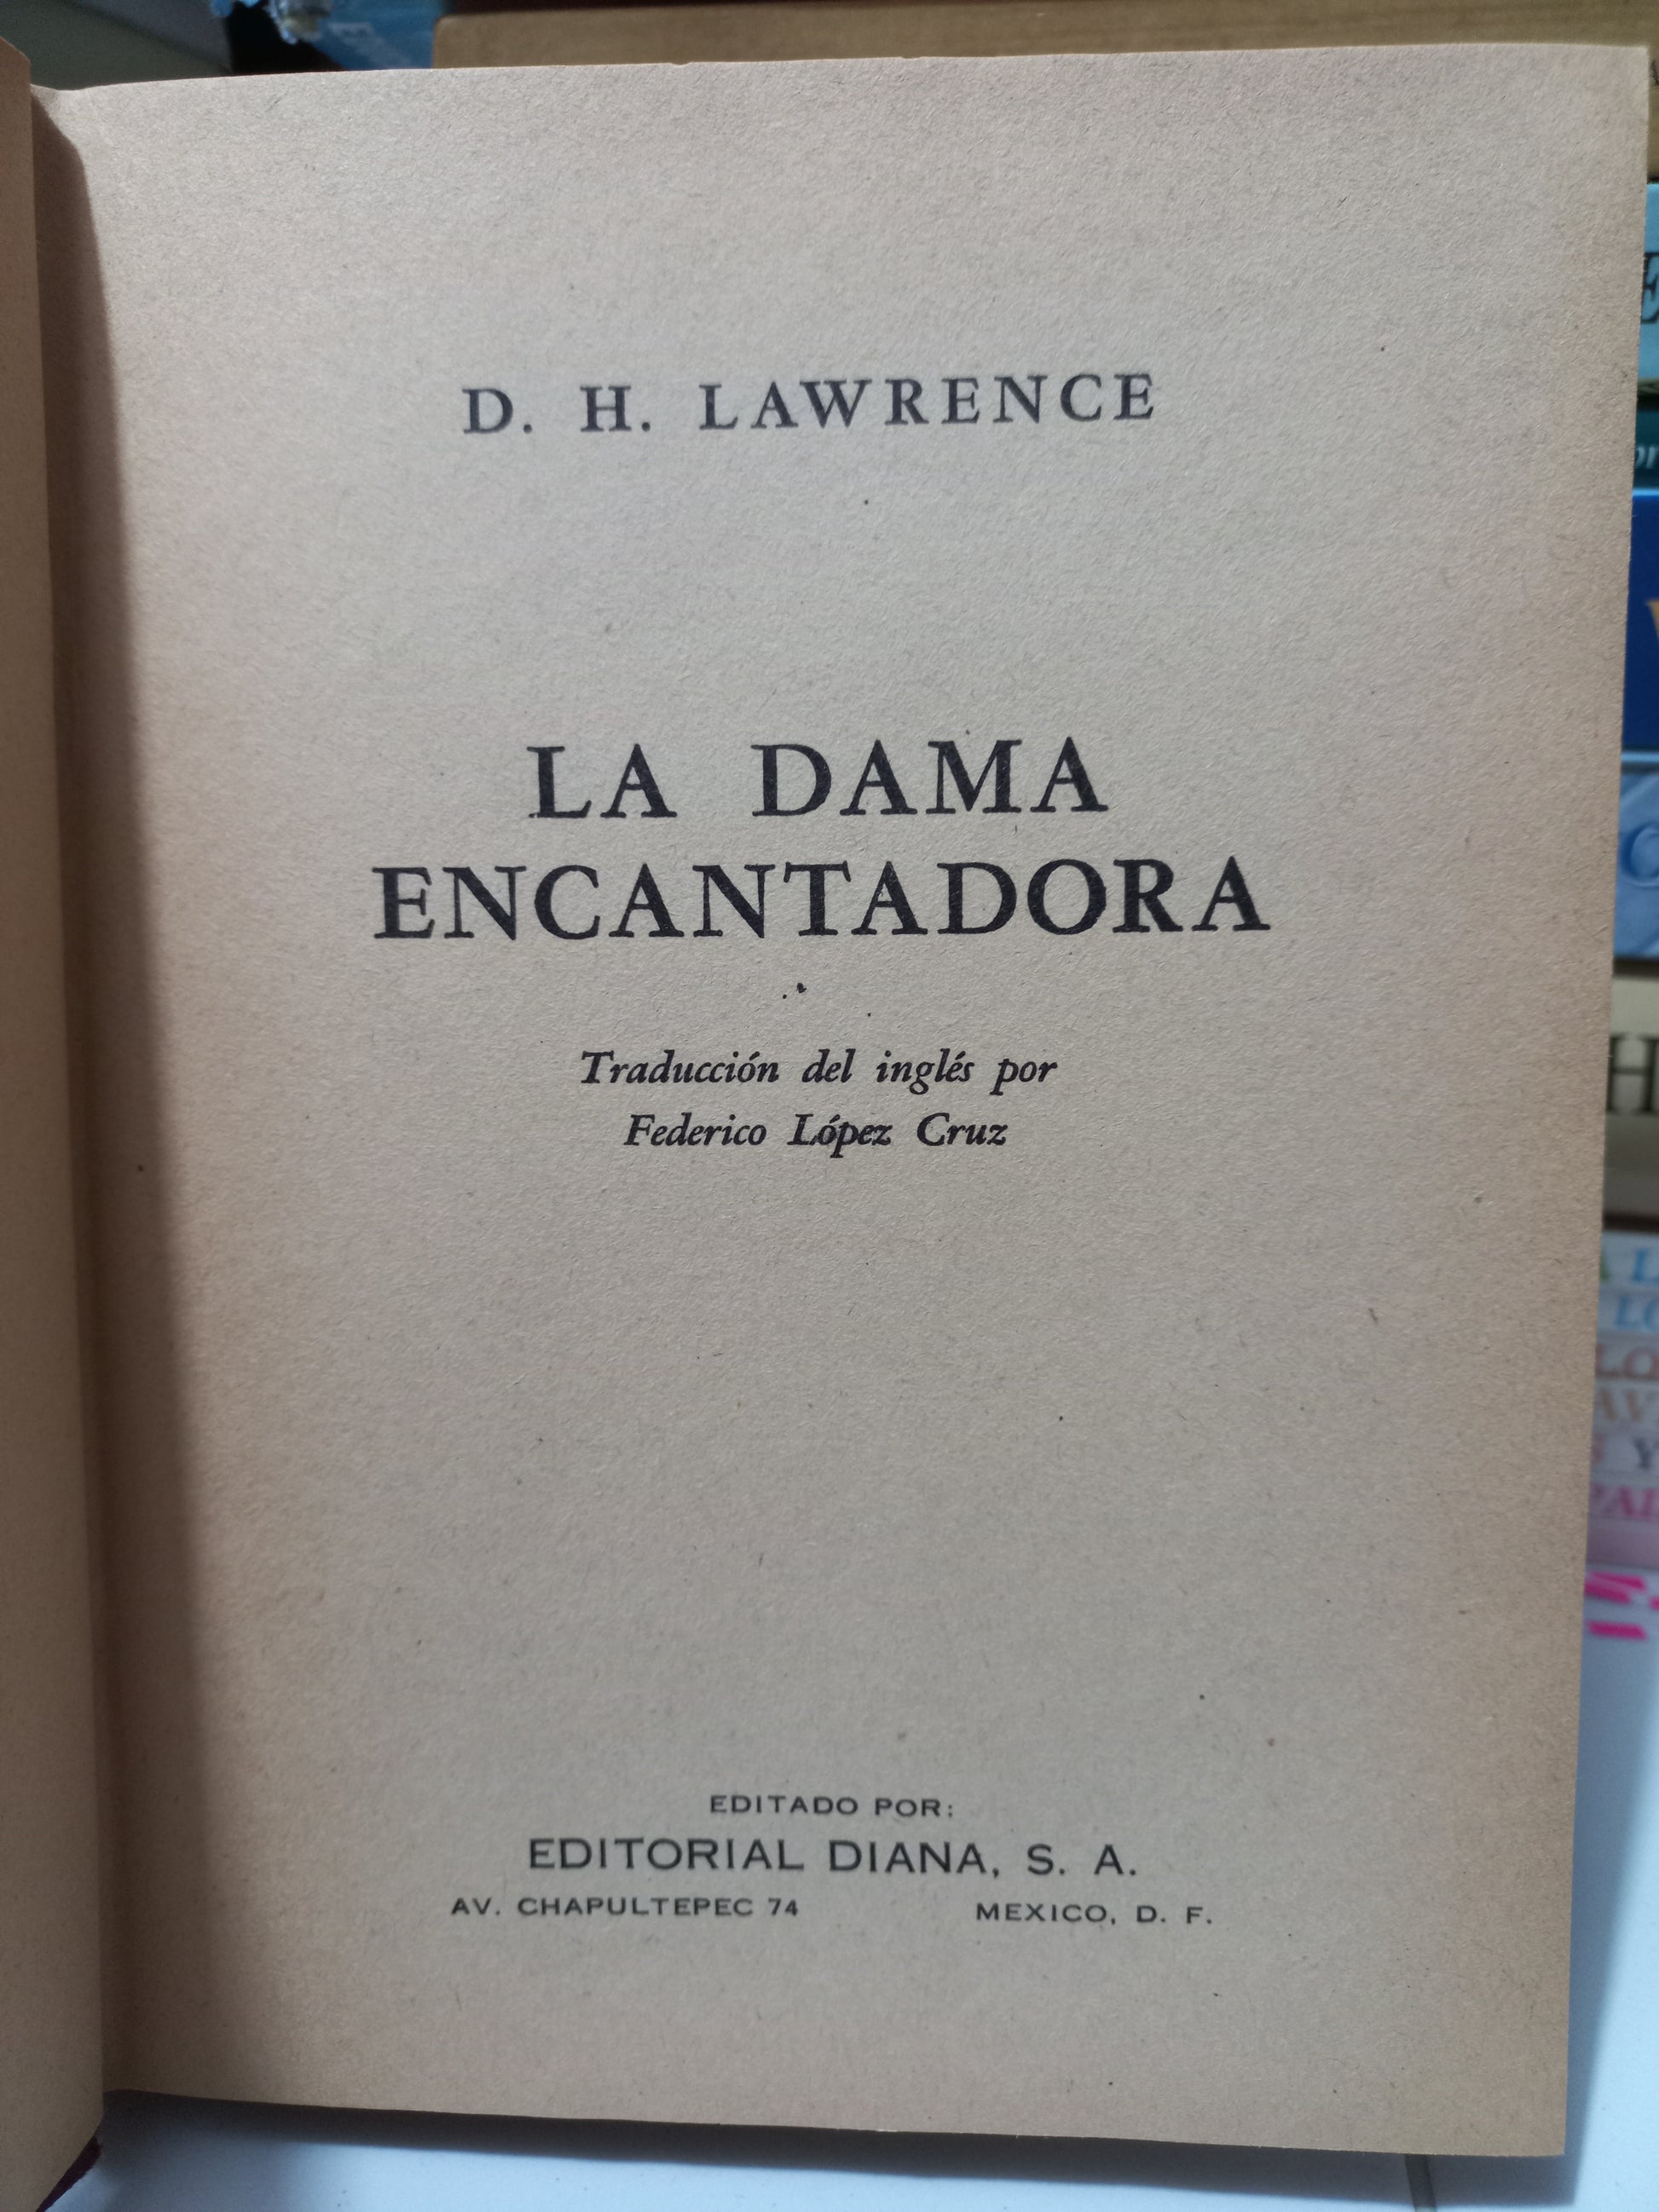 D. H. LAWRENCE
LA DAMA
ENCANTADORA
Traducción del inglés por
Federico López Cruz
EDITADO POR:
EDITORIAL DIANA, S. A.
AV. CHAPULTEPEC 74 MEXICO, D. F.